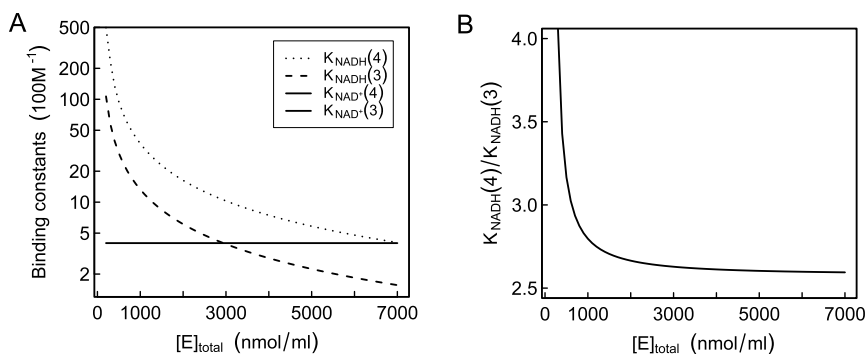 A
Binding constants (100M⁻¹)
500
200
100
50
20
10
5
2
K_NADH(4)
K_NADH(3)
K_NAD⁺(4)
K_NAD⁺(3)
0 1000 3000 5000 7000
[E]total (nmol/ml)
B
K_NADH(4)/K_NADH(3)
4.0
3.5
3.0
2.5
0 1000 3000 5000 7000
[E]total (nmol/ml)